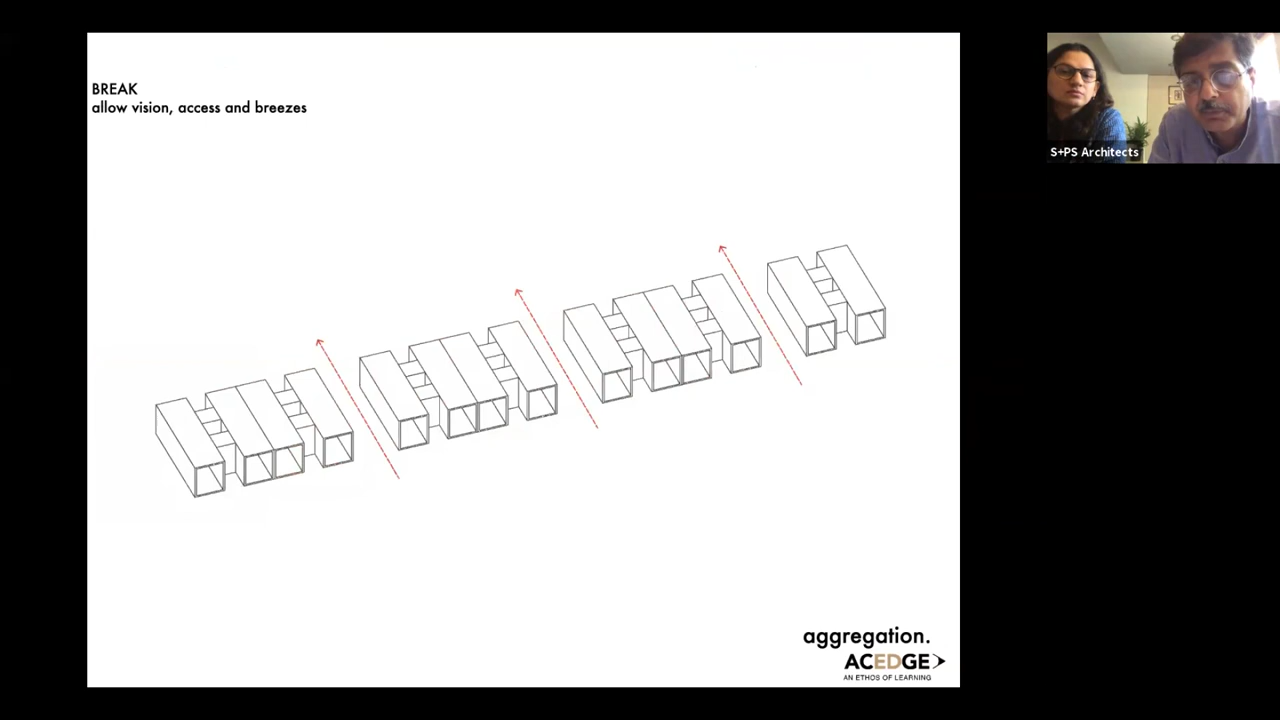 BREAK
allow vision, access and breezes
S+PS Architects
aggregation.
ACEDGE
AN ETHOS OF LEARNING